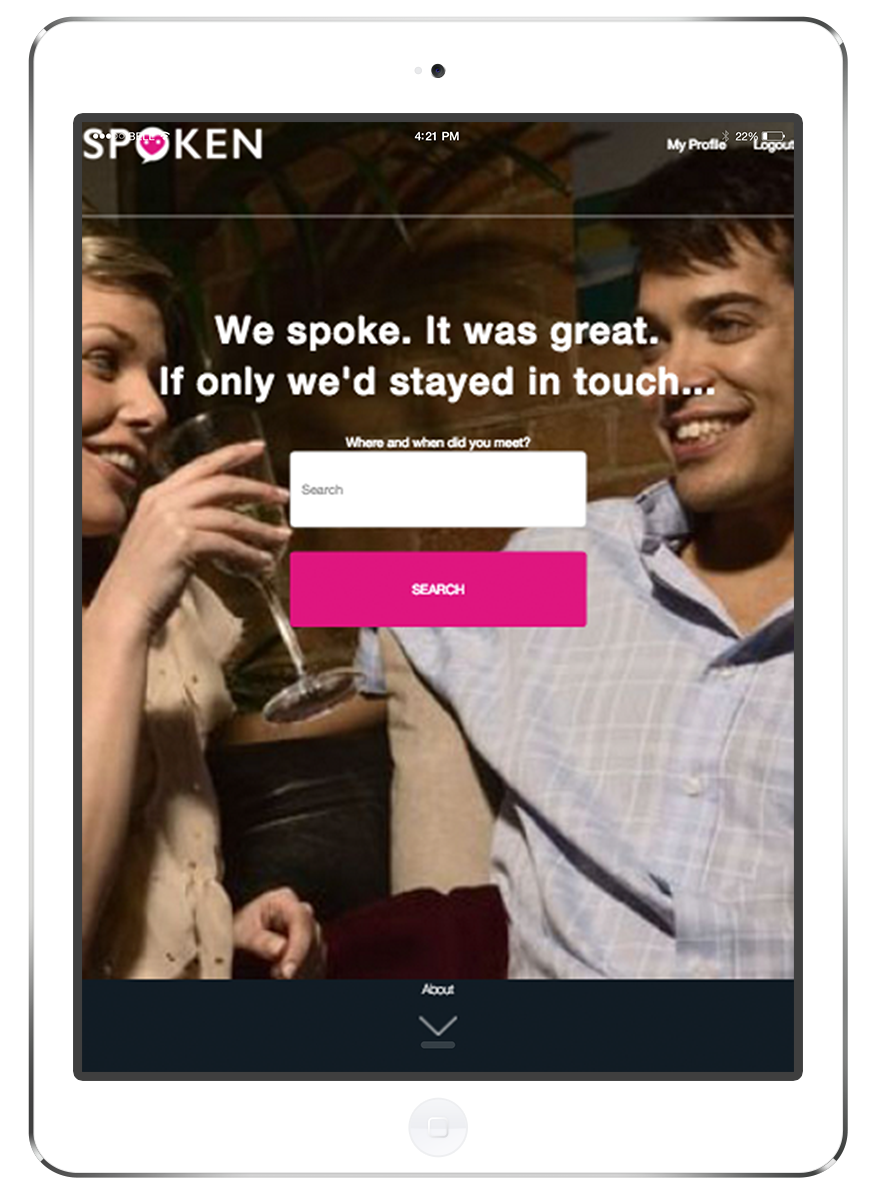 SPOKEN
4:21 PM
22%
My Profile
Logout
We spoke. It was great.
If only we'd stayed in touch...
Where and when did you meet?
Search
SEARCH
About